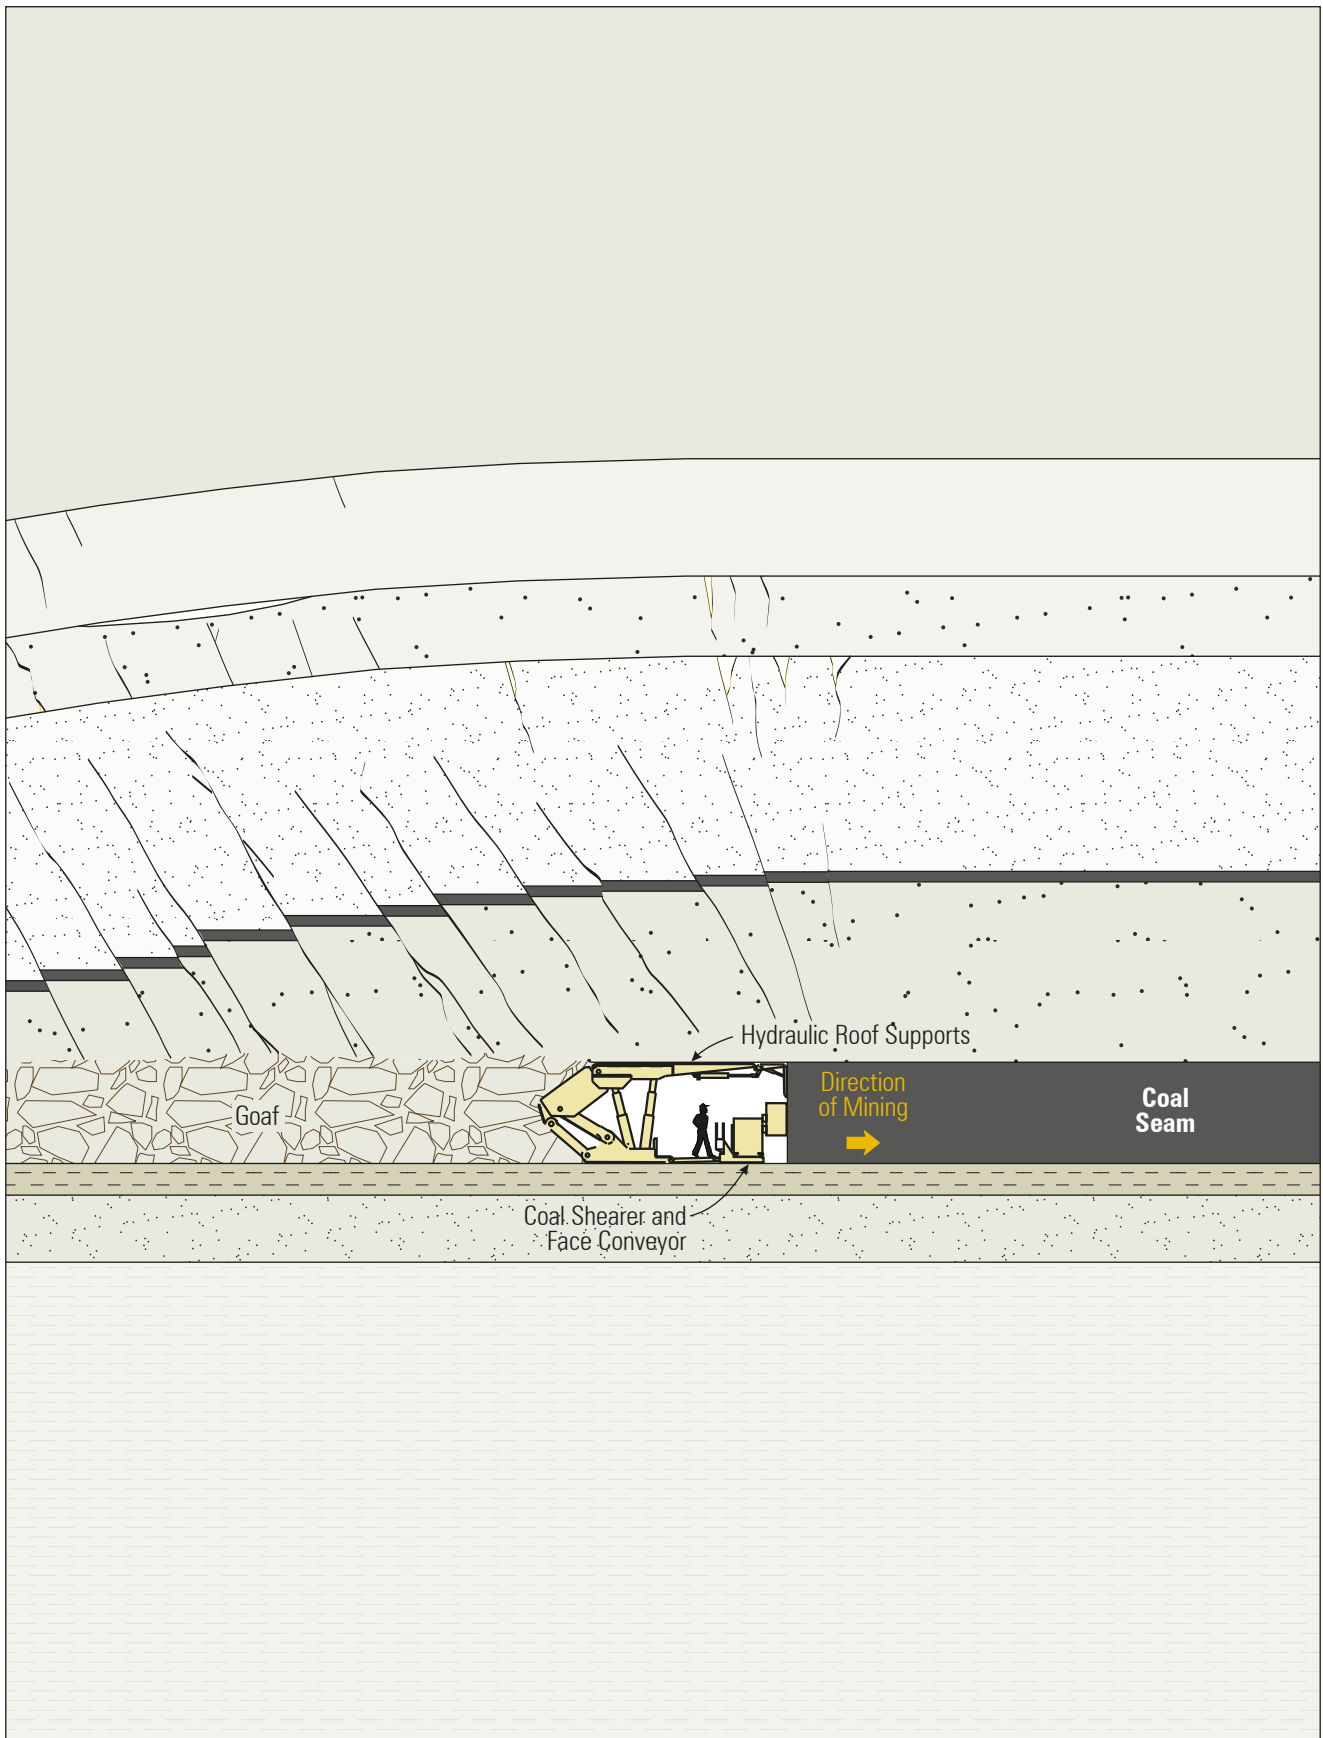 Hydraulic Roof Supports
Direction
of Mining
Coal
Seam
Goaf
Coal Shearer and
Face Conveyor